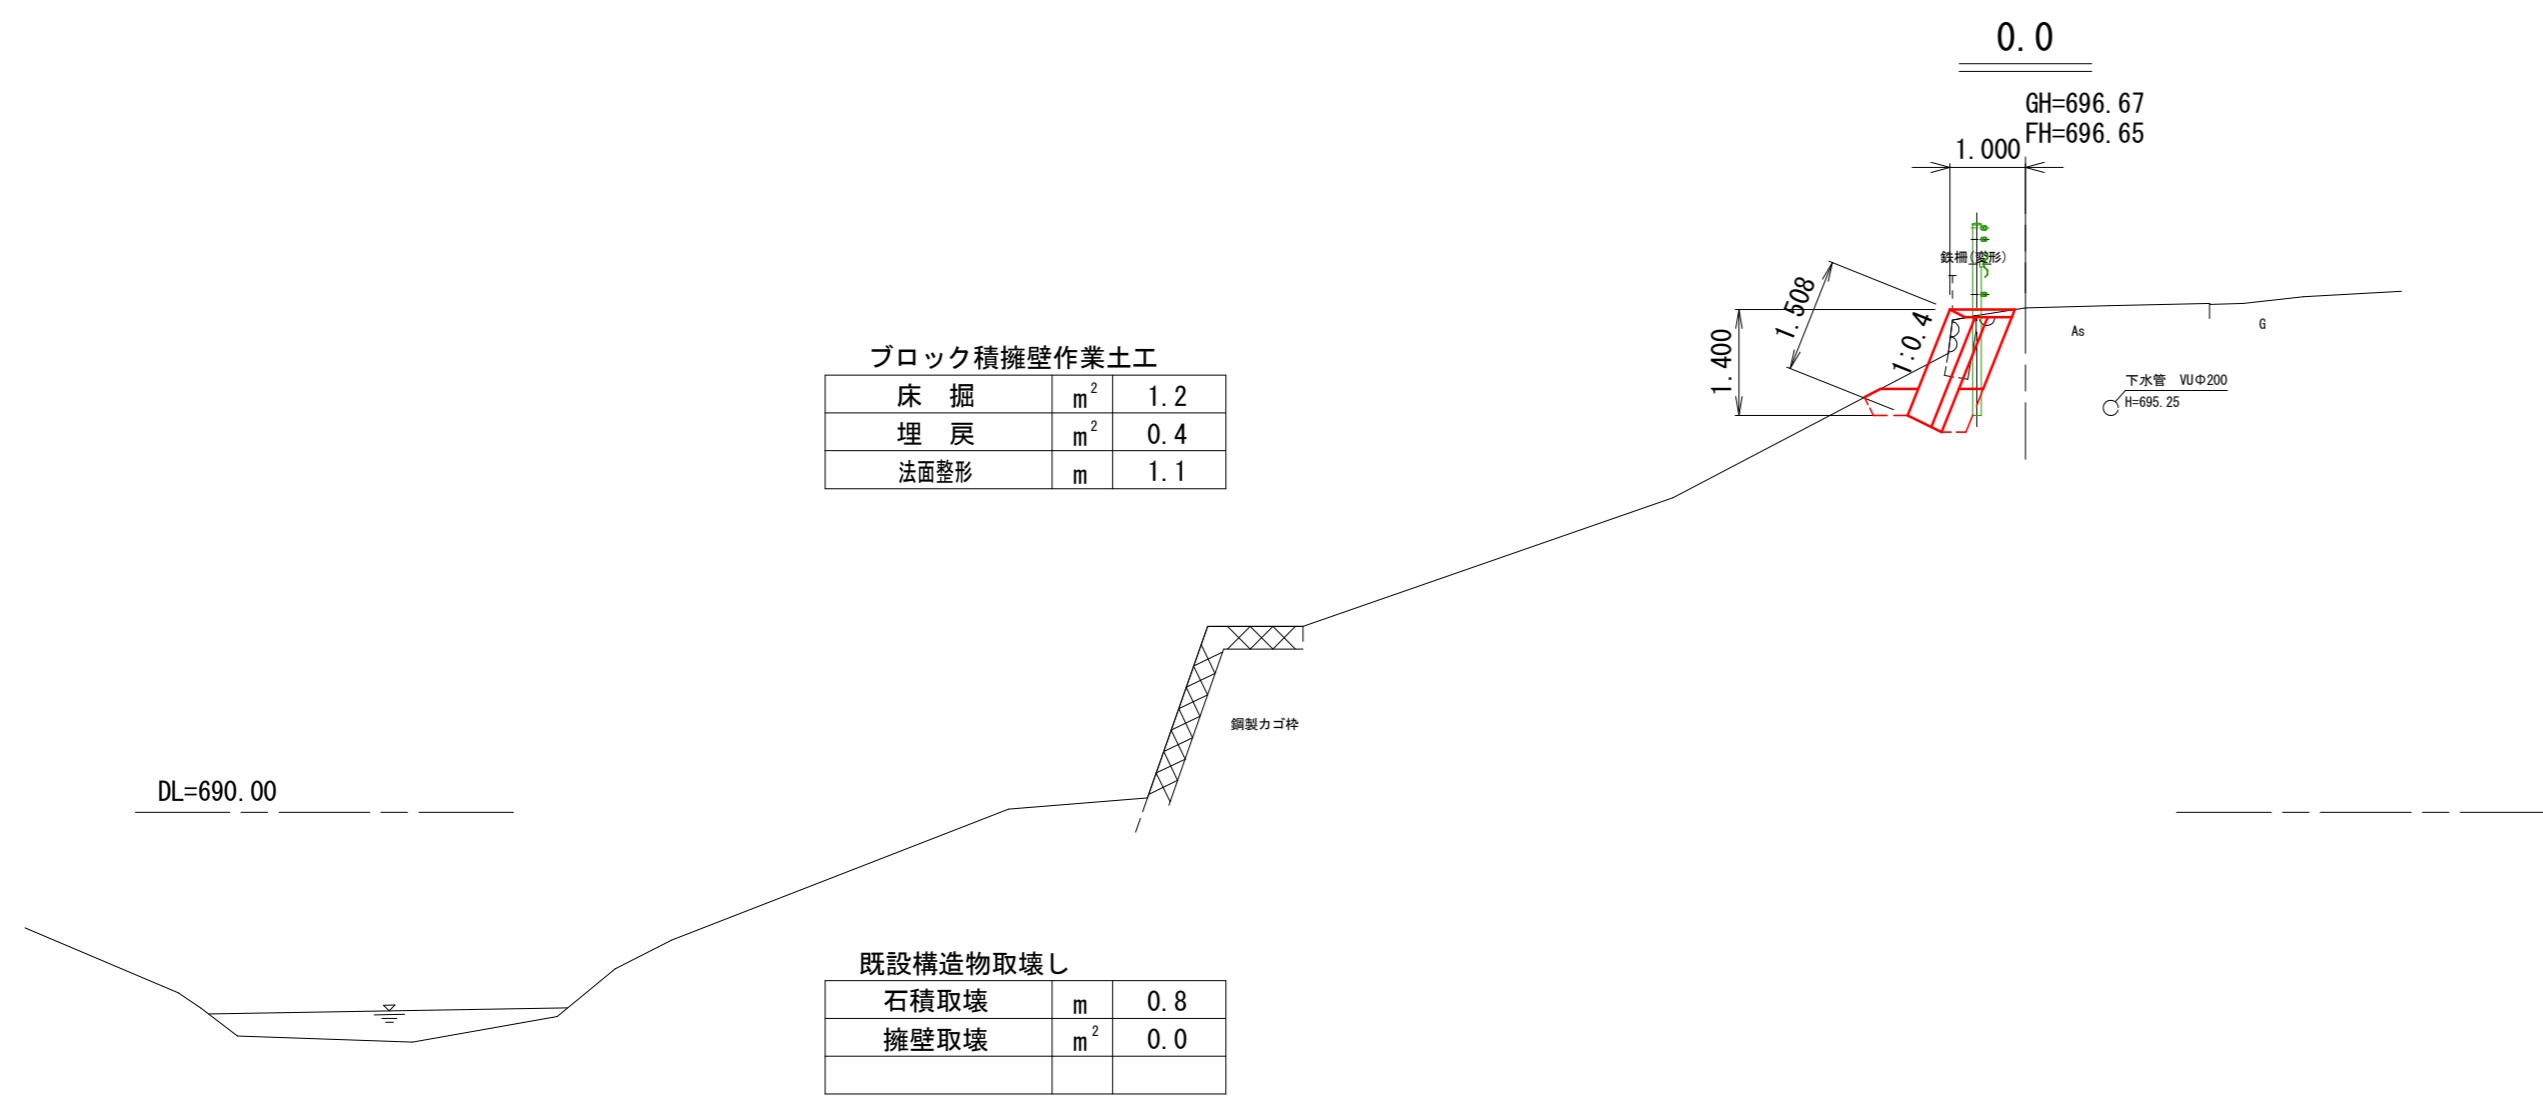 0.0
GH=696.67
FH=696.65
1.000
鉄柵(変形)
1.508
1:0.4
1.400
As
G
下水管 VUΦ200
H=695.25
ブロック積擁壁作業土工
床 掘 m² 1.2
埋 戻 m² 0.4
法面整形 m 1.1
鋼製カゴ枠
DL=690.00
既設構造物取壊し
石積取壊 m 0.8
擁壁取壊 m² 0.0